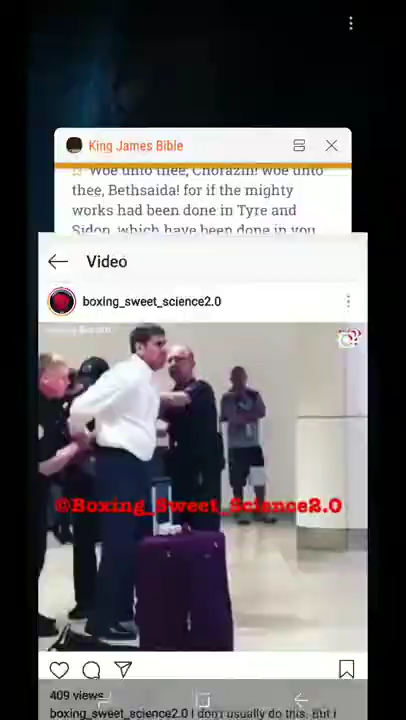 King James Bible
Woe unto thee, Chorazin! woe unto
thee, Bethsaida! for if the mighty
works had been done in Tyre and
Sidon, which have been done in you,
Video
boxing_sweet_science2.0
©Boxing_Sweet_Science2.0
409 views
boxing_sweet_science2.0 I don't usually do this. But I